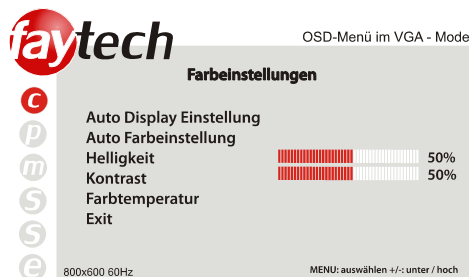 faytech
OSD-Menü im VGA - Mode
Farbeinstellungen
c
p
m
s
s
e
Auto Display Einstellung
Auto Farbeinstellung
Helligkeit 50%
Kontrast 50%
Farbtemperatur
Exit
800x600 60Hz
MENU: auswählen +/-: unter / hoch